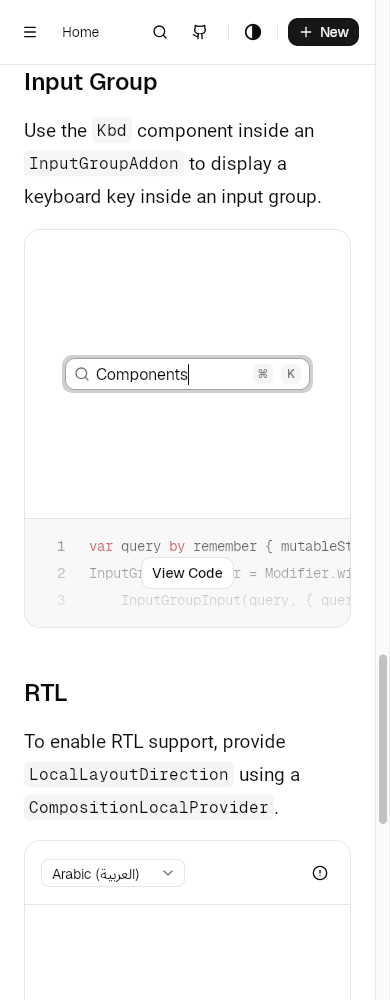 Home
New
Input Group
Use the Kbd component inside an
InputGroupAddon to display a
keyboard key inside an input group.
Components ⌘ K
1 var query by remember { mutableSt
2 InputGr r = Modifier.wi
View Code
3 InputGroupInput(query, { quer
RTL
To enable RTL support, provide
LocalLayoutDirection using a
CompositionLocalProvider.
Arabic (العربية)